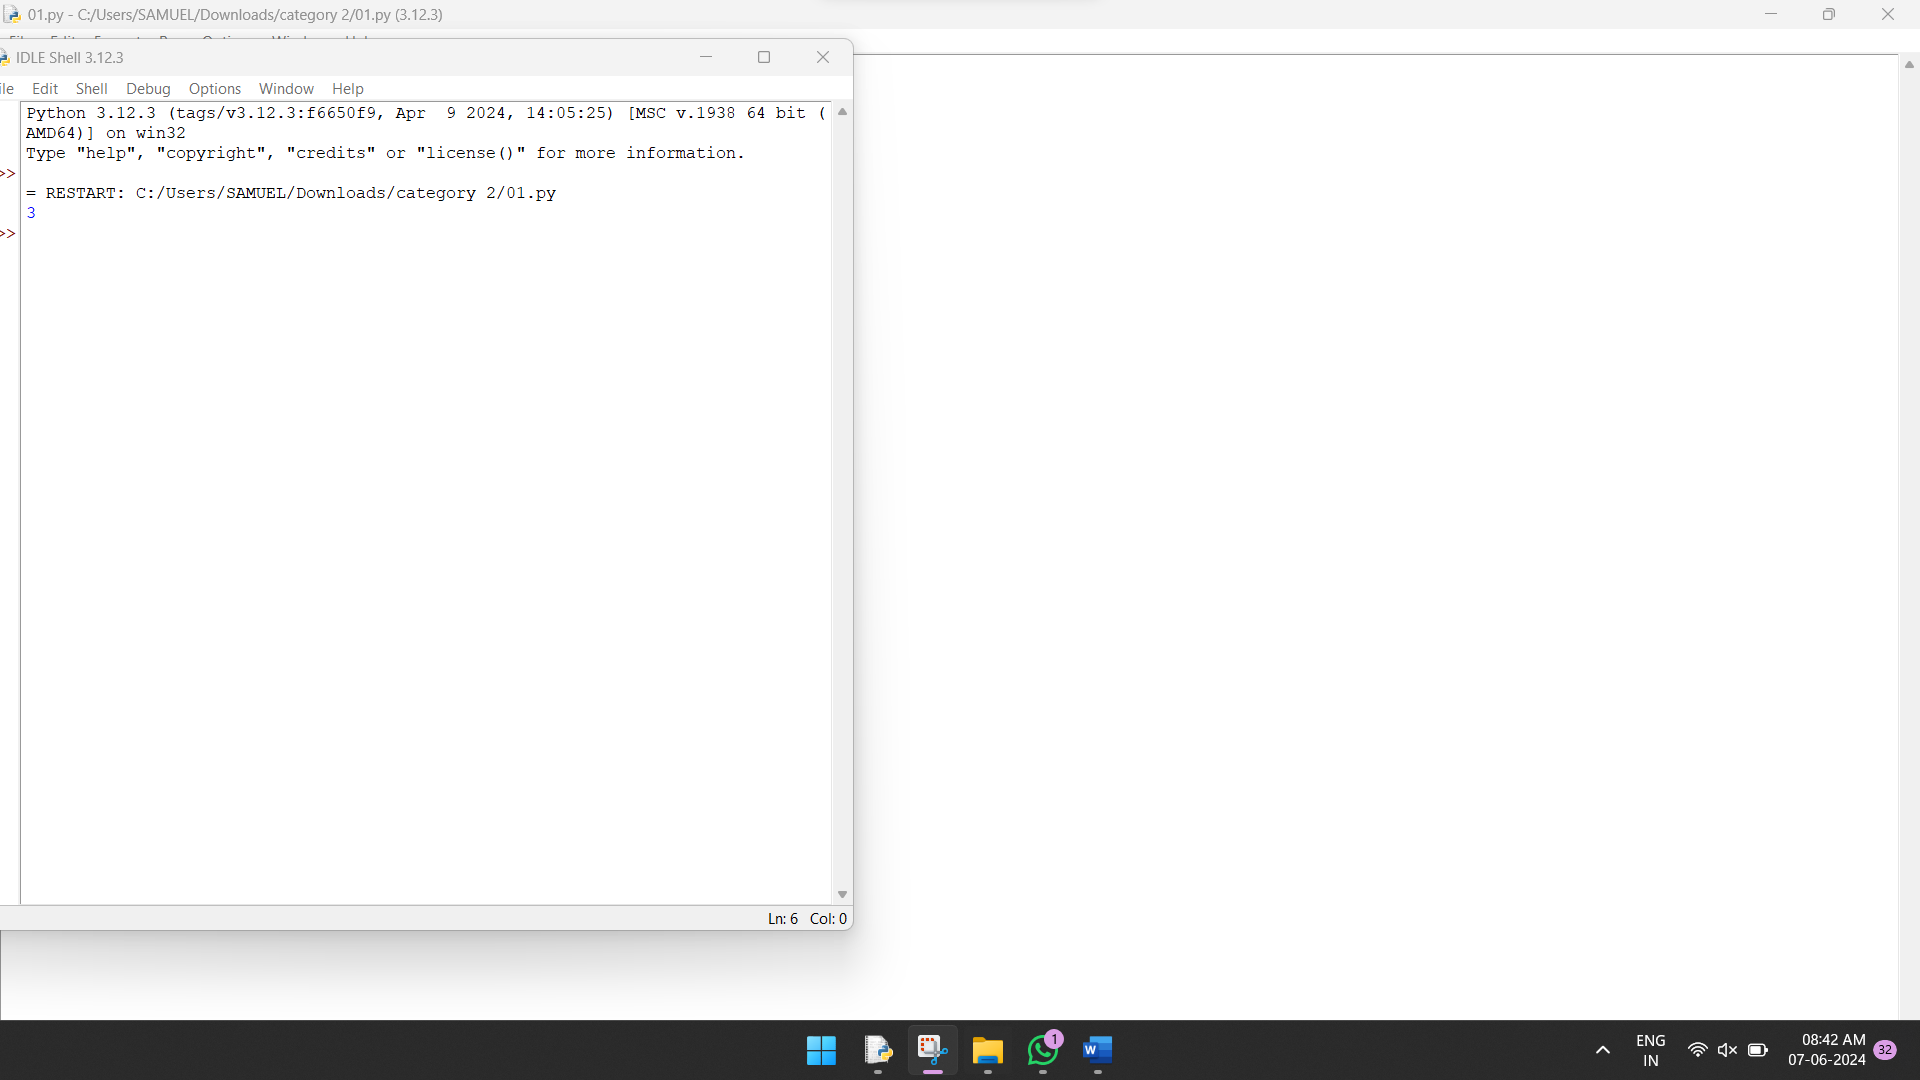 01.py - C:/Users/SAMUEL/Downloads/category 2/01.py (3.12.3)
IDLE Shell 3.12.3
ile Edit Shell Debug Options Window Help
Python 3.12.3 (tags/v3.12.3:f6650f9, Apr  9 2024, 14:05:25) [MSC v.1938 64 bit (
AMD64)] on win32
Type "help", "copyright", "credits" or "license()" for more information.
>>
= RESTART: C:/Users/SAMUEL/Downloads/category 2/01.py
3
>>
Ln: 6 Col: 0
1
W
ENG
IN
08:42 AM
07-06-2024
32